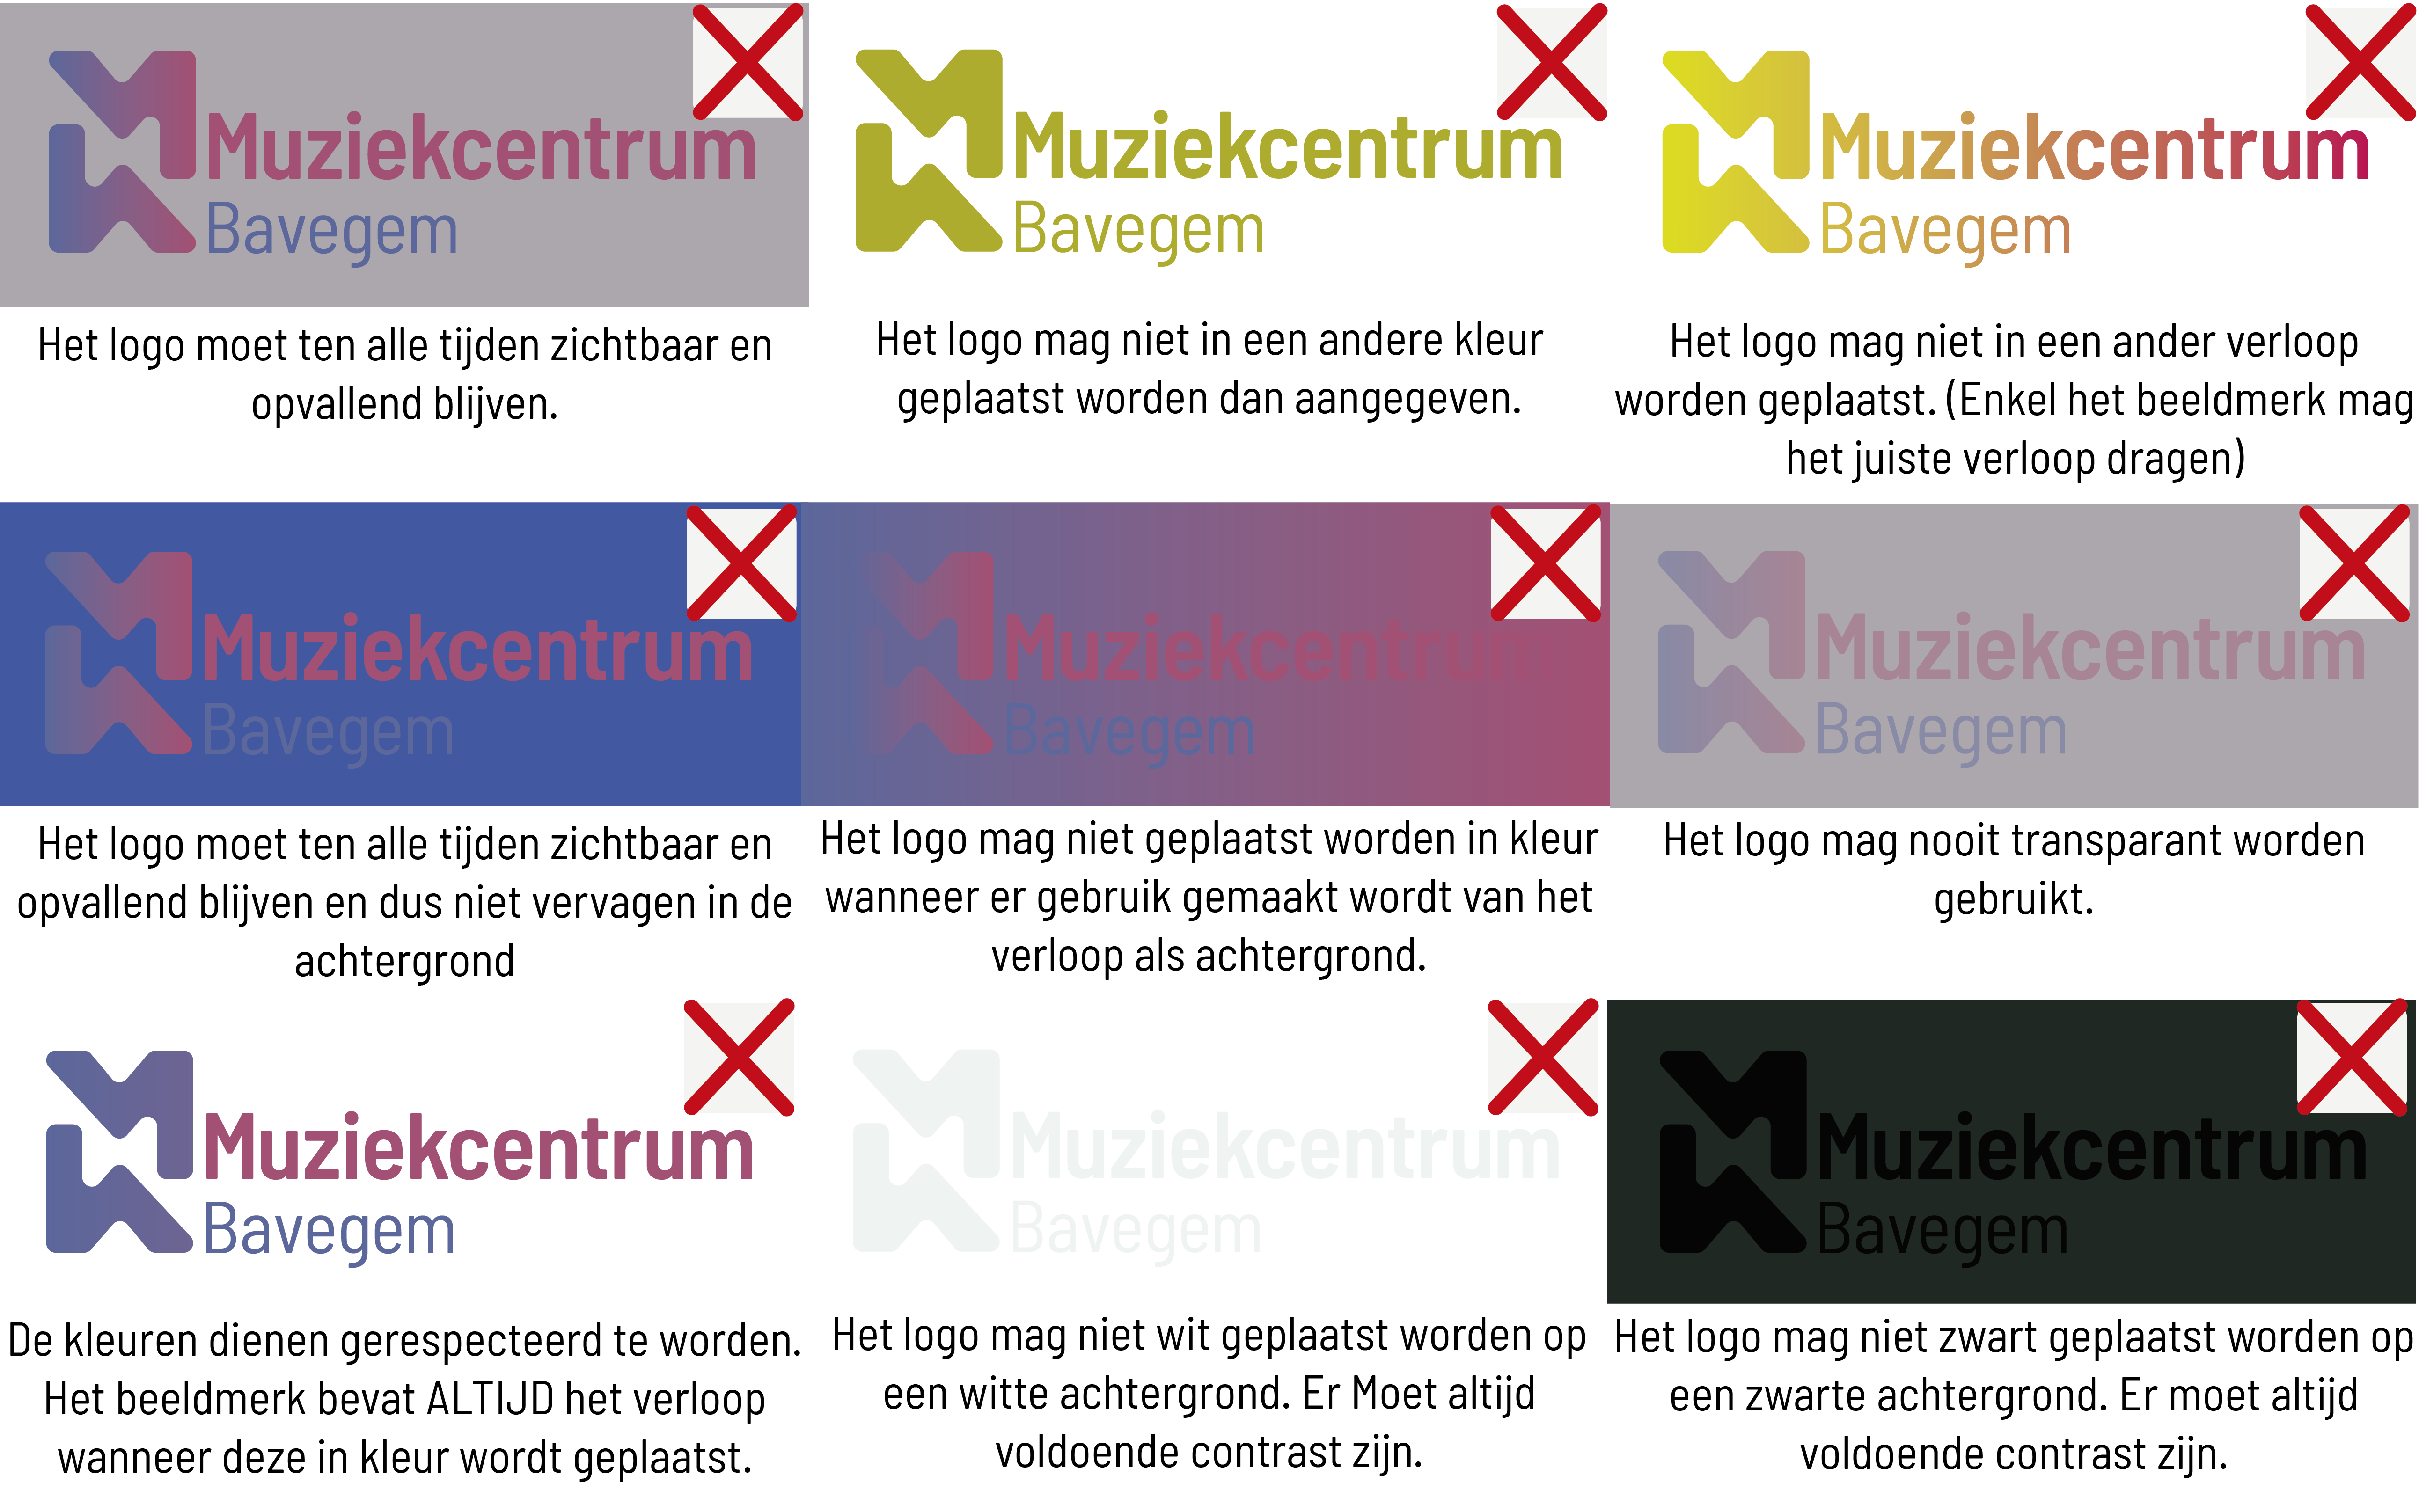 Muziekcentrum
Bavegem
Het logo moet ten alle tijden zichtbaar en
opvallend blijven.
Muziekcentrum
Bavegem
Het logo mag niet in een andere kleur
geplaatst worden dan aangegeven.
Muziekcentrum
Bavegem
Het logo mag niet in een ander verloop
worden geplaatst. (Enkel het beeldmerk mag
het juiste verloop dragen)
Muziekcentrum
Bavegem
Het logo moet ten alle tijden zichtbaar en
opvallend blijven en dus niet vervagen in de
achtergrond
Muziekcentrum
Bavegem
Het logo mag niet geplaatst worden in kleur
wanneer er gebruik gemaakt wordt van het
verloop als achtergrond.
Muziekcentrum
Bavegem
Het logo mag nooit transparant worden
gebruikt.
Muziekcentrum
Bavegem
De kleuren dienen gerespecteerd te worden.
Het beeldmerk bevat ALTIJD het verloop
wanneer deze in kleur wordt geplaatst.
Muziekcentrum
Bavegem
Het logo mag niet wit geplaatst worden op
een witte achtergrond. Er Moet altijd
voldoende contrast zijn.
Muziekcentrum
Bavegem
Het logo mag niet zwart geplaatst worden op
een zwarte achtergrond. Er moet altijd
voldoende contrast zijn.